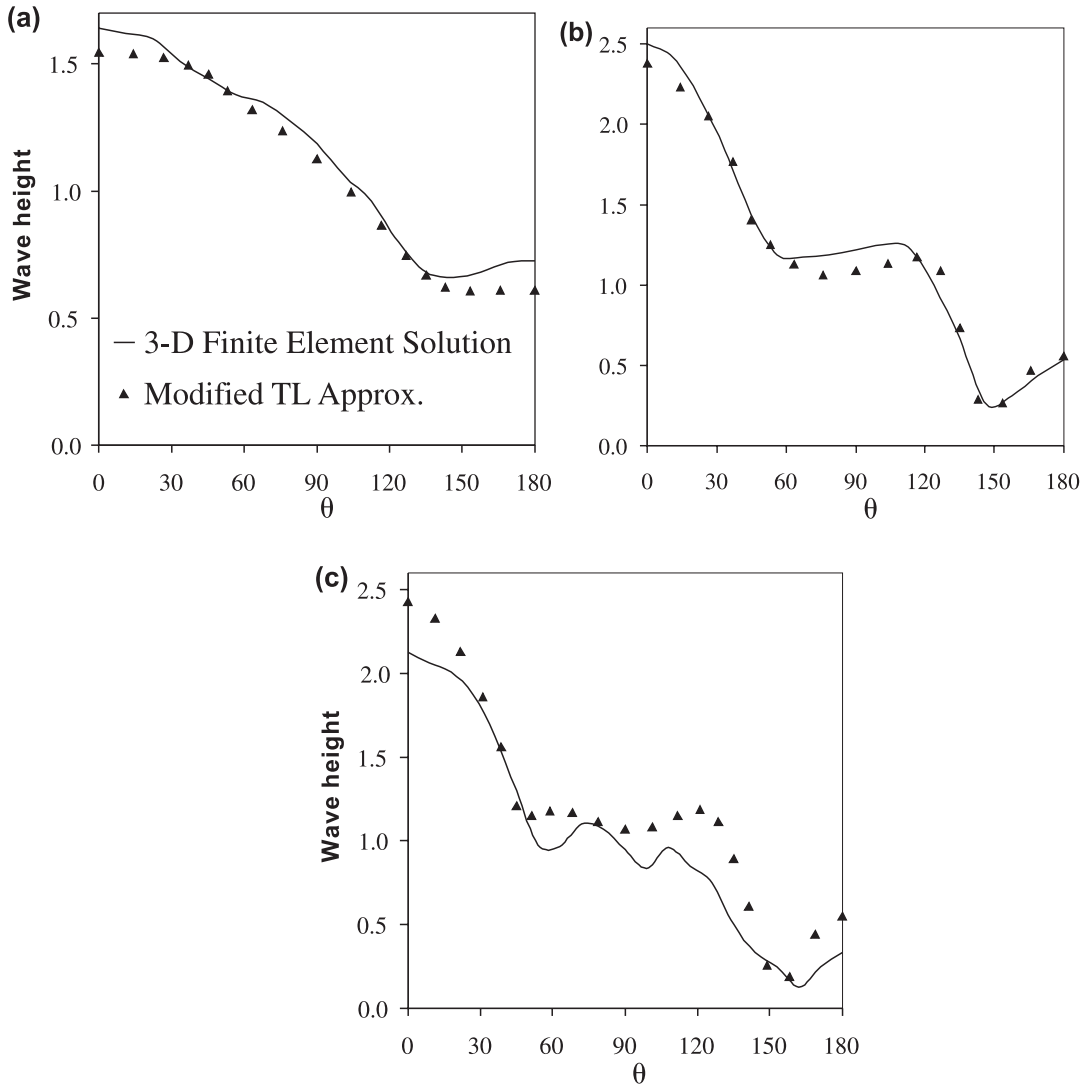 (a)
Wave height
1.5
1.0
0.5
0.0
— 3-D Finite Element Solution
▲ Modified TL Approx.
0 30 60 90 120 150 180
θ
(b)
2.5
2.0
1.5
1.0
0.5
0.0
0 30 60 90 120 150 180
θ
(c)
Wave height
2.5
2.0
1.5
1.0
0.5
0.0
0 30 60 90 120 150 180
θ